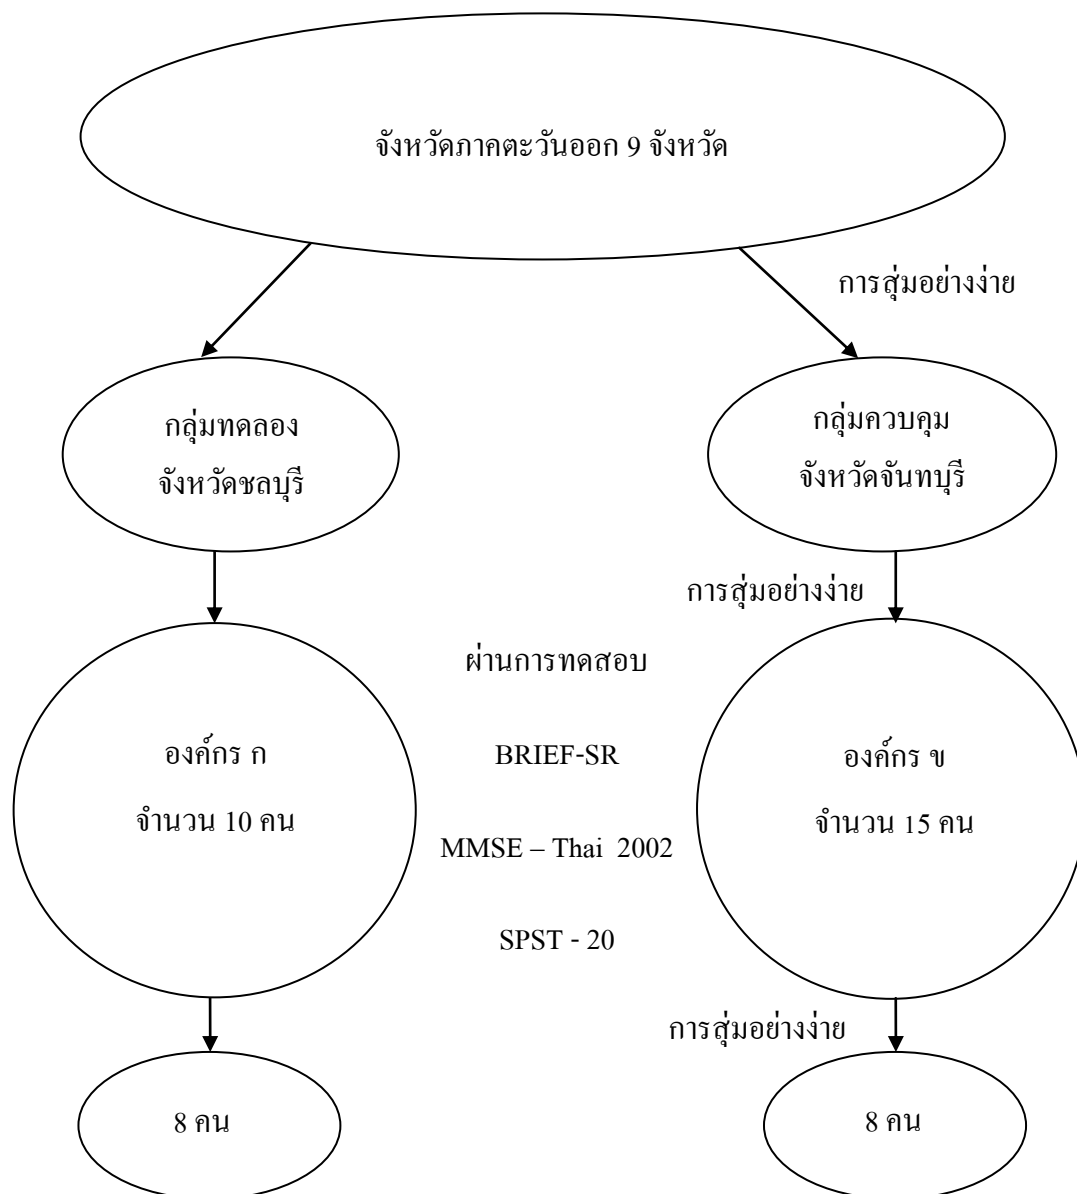 จังหวัดภาคตะวันออก 9 จังหวัด
การสุ่มอย่างง่าย
กลุ่มทดลอง
จังหวัดชลบุรี
กลุ่มควบคุม
จังหวัดจันทบุรี
การสุ่มอย่างง่าย
ผ่านการทดสอบ
องค์กร ก
จำนวน 10 คน
BRIEF-SR
MMSE – Thai 2002
SPST - 20
องค์กร ข
จำนวน 15 คน
การสุ่มอย่างง่าย
8 คน
8 คน